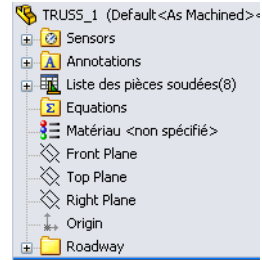 TRUSS_1 (Default<As Machined><
Sensors
Annotations
Liste des pièces soudées(8)
Equations
Matériau <non spécifié>
Front Plane
Top Plane
Right Plane
Origin
Roadway